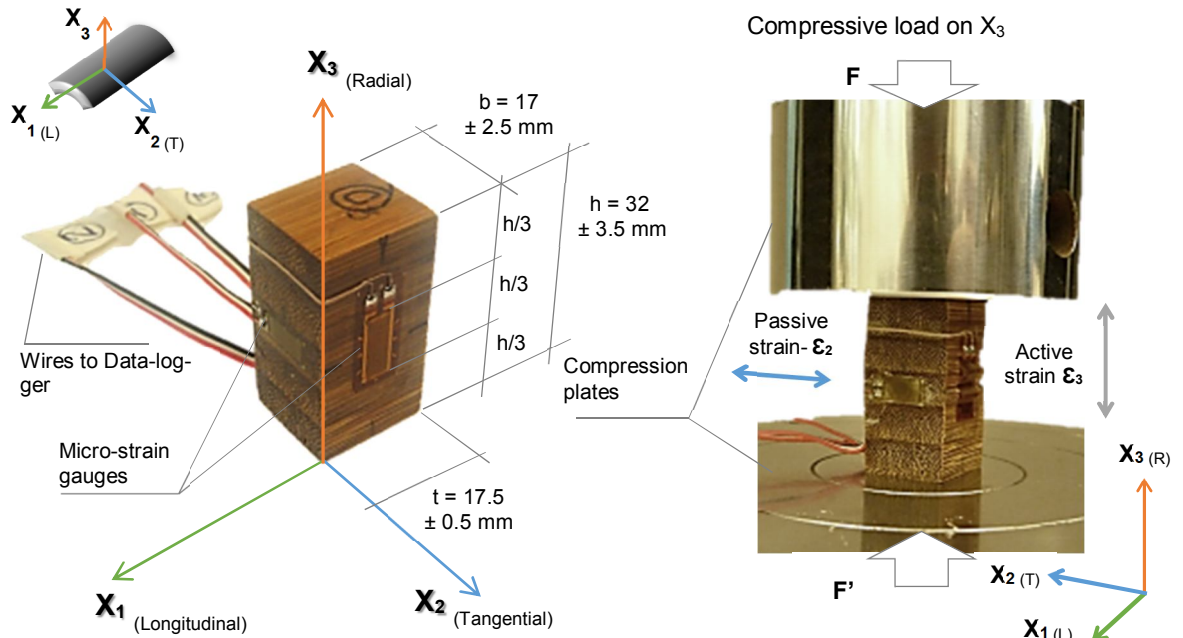 X3
X1 (L)
X2 (T)
X3 (Radial)
b = 17
± 2.5 mm
h/3
h/3
h/3
h = 32
± 3.5 mm
Wires to Data-log-
ger
Micro-strain
gauges
t = 17.5
± 0.5 mm
X1 (Longitudinal)
X2 (Tangential)
Compressive load on X3
F
Passive
strain- Ɛ2
Active
strain Ɛ3
Compression
plates
F'
X3 (R)
X2 (T)
X1 (L)